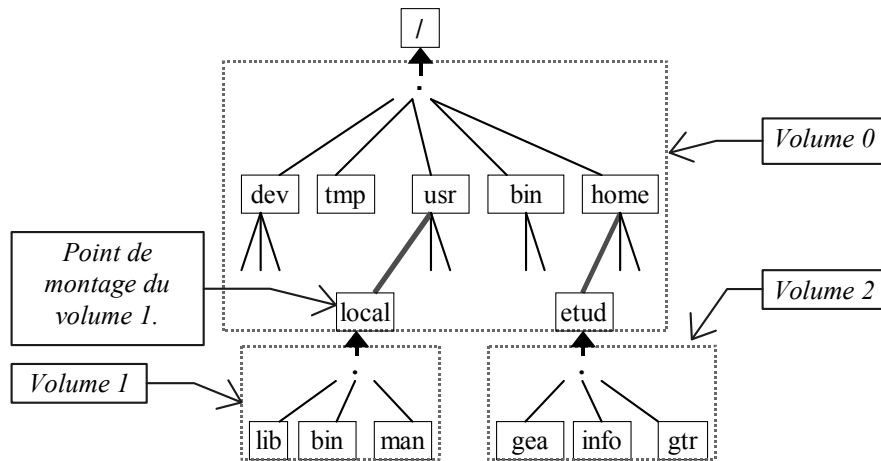 /
.
Volume 0
dev tmp usr bin home
Point de
montage du
volume 1.
Volume 2
local etud
Volume 1
. .
lib bin man gea info gtr